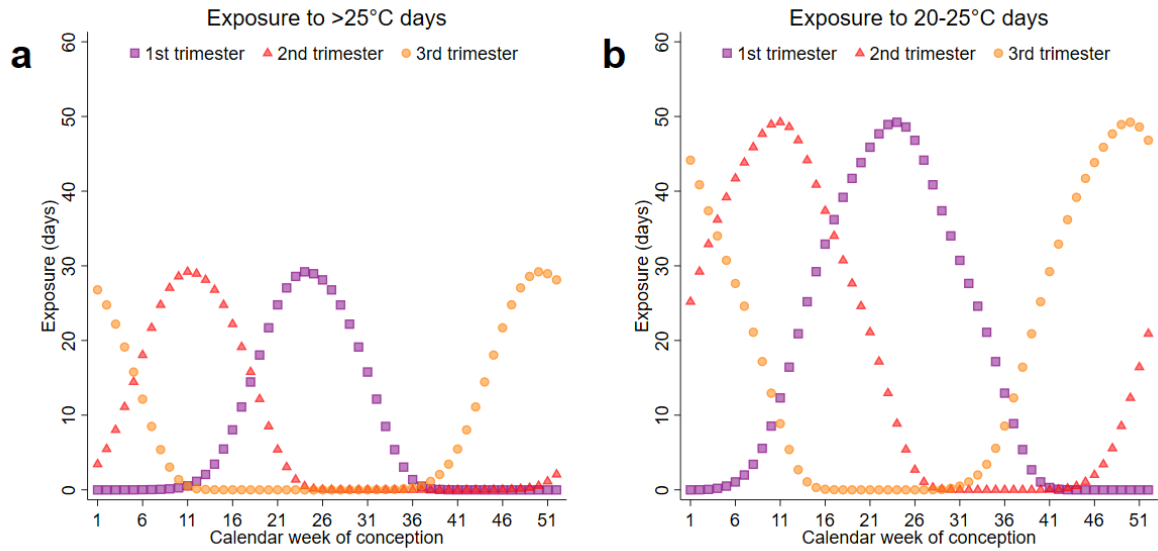 Exposure to >25°C days
a
60
1st trimester 2nd trimester 3rd trimester
50
40
30
20
10
0
Exposure (days)
1 6 11 16 21 26 31 36 41 46 51
Calendar week of conception
Exposure to 20-25°C days
b
60
1st trimester 2nd trimester 3rd trimester
50
40
30
20
10
0
Exposure (days)
1 6 11 16 21 26 31 36 41 46 51
Calendar week of conception